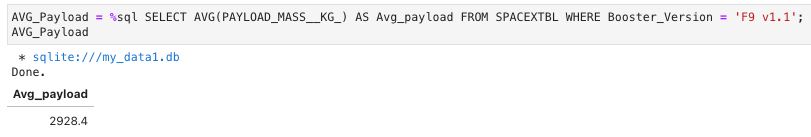 AVG_Payload = %sql SELECT AVG(PAYLOAD_MASS__KG_) AS Avg_payload FROM SPACEXTBL WHERE Booster_Version = 'F9 v1.1';
AVG_Payload
* sqlite:///my_data1.db
Done.
Avg_payload
2928.4